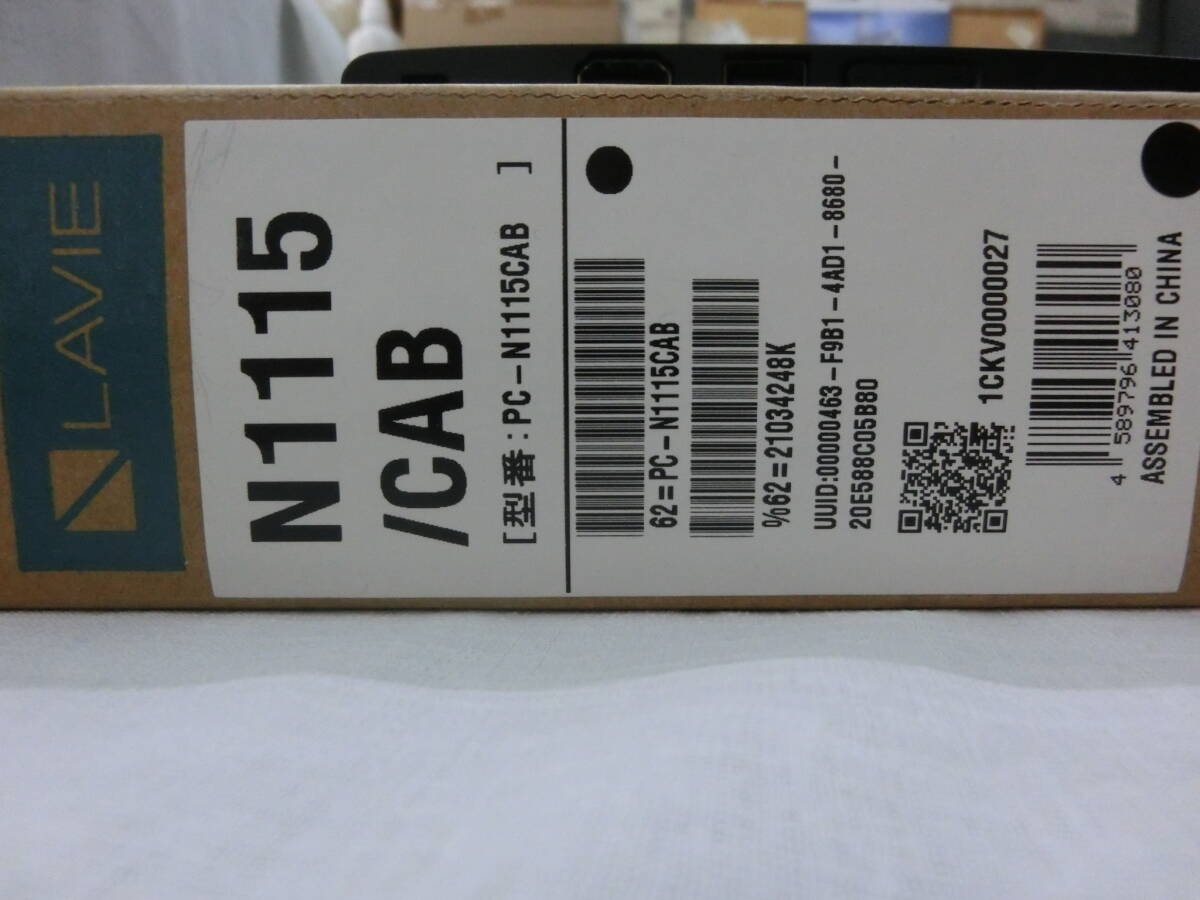 LAVIE
N1115
/CAB
[型番:PC-N1115CAB ]
62=PC-N1115CAB
%62=21034248K
UUID:00000463-F9B1-4AD1-8680-
20E588C05B80
1CKV0000027
4 589796 413080
ASSEMBLED IN CHINA